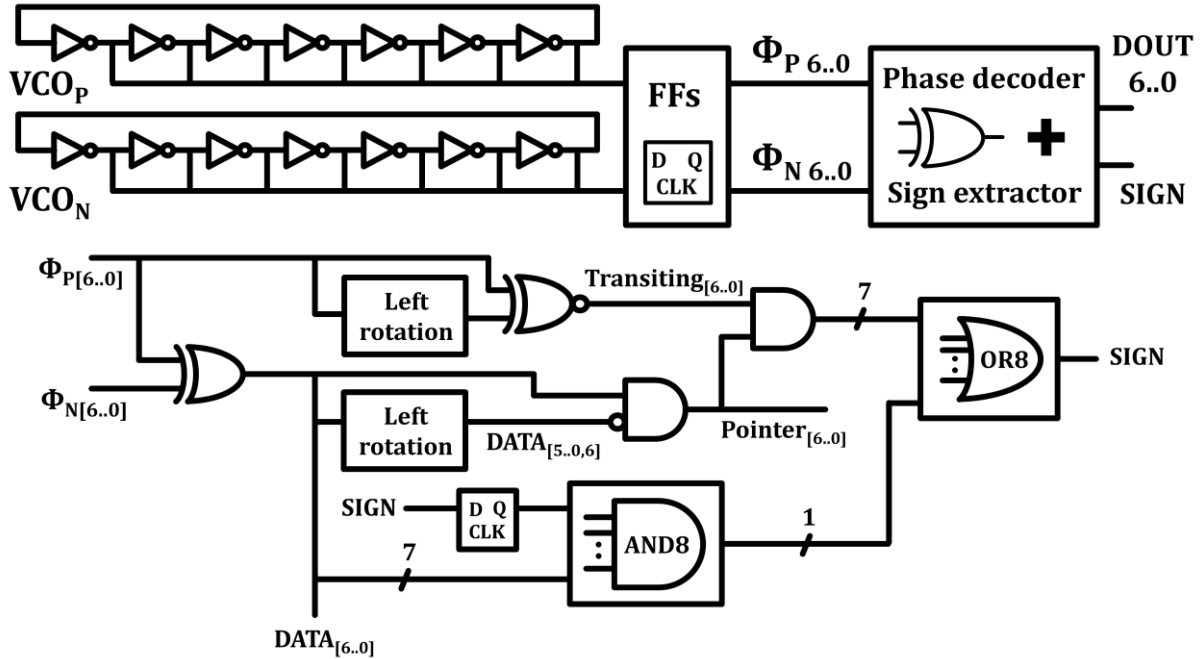 VCOP
VCON
FFs
D Q
CLK
ΦP 6..0
ΦN 6..0
Phase decoder
+
Sign extractor
DOUT
6..0
SIGN
ΦP[6..0]
ΦN[6..0]
Left
rotation
Transiting[6..0]
7
OR8
SIGN
Left
rotation
DATA[5..0,6]
Pointer[6..0]
SIGN
D Q
CLK
7
AND8
1
DATA[6..0]